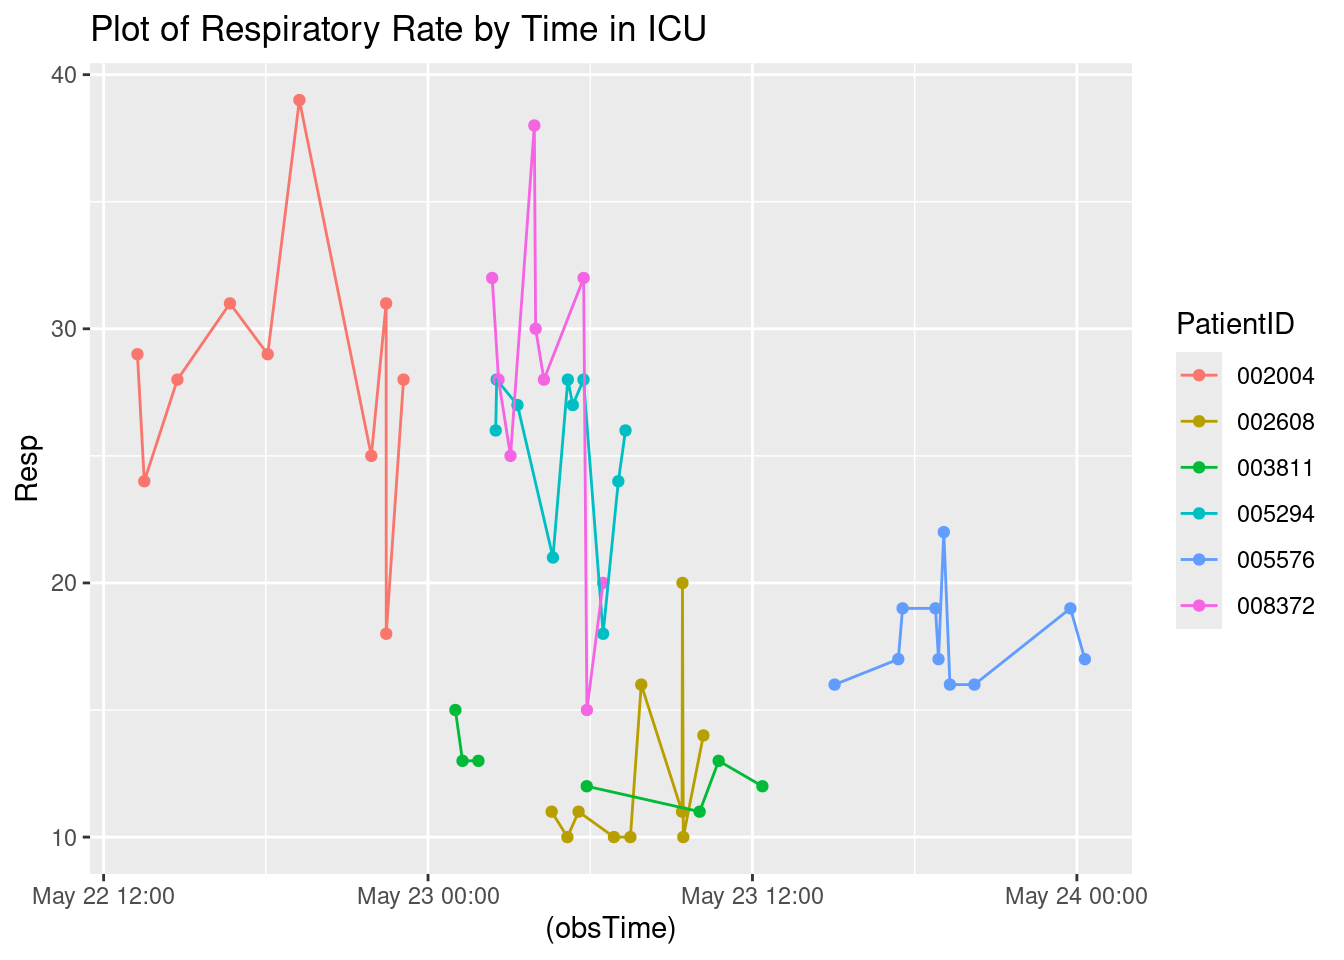 Plot of Respiratory Rate by Time in ICU
40
30
20
10
Resp
May 22 12:00
May 23 00:00
May 23 12:00
May 24 00:00
(obsTime)
PatientID
002004
002608
003811
005294
005576
008372